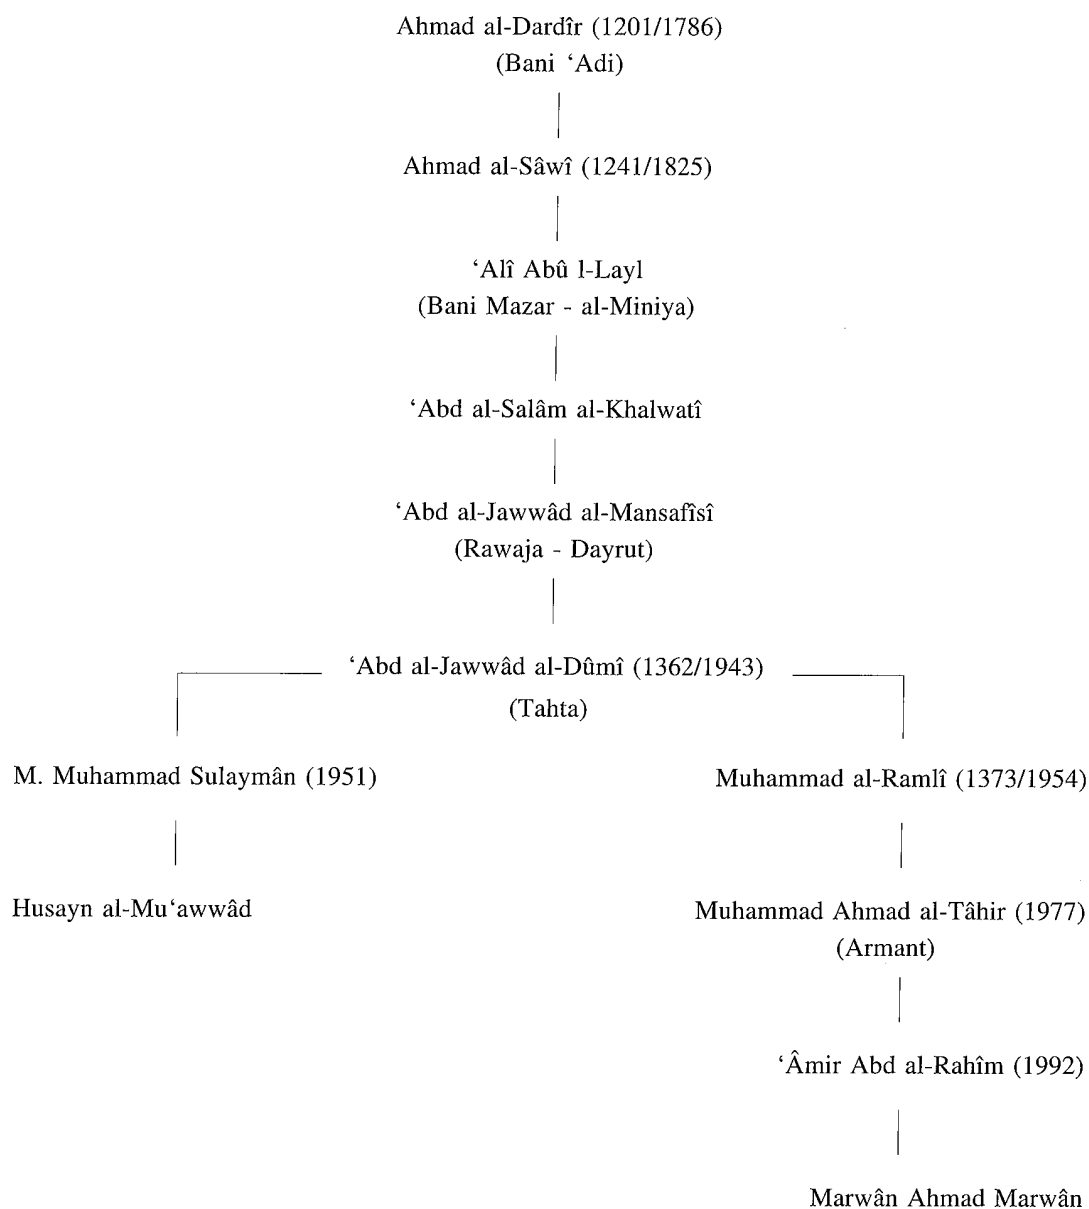 Ahmad al-Dardîr (1201/1786)
(Bani ‘Adi)
Ahmad al-Sâwî (1241/1825)
‘Alî Abû l-Layl
(Bani Mazar - al-Miniya)
‘Abd al-Salâm al-Khalwatî
‘Abd al-Jawwâd al-Mansafîsî
(Rawaja - Dayrut)
‘Abd al-Jawwâd al-Dûmî (1362/1943)
(Tahta)
M. Muhammad Sulaymân (1951)
Muhammad al-Ramlî (1373/1954)
Husayn al-Mu‘awwâd
Muhammad Ahmad al-Tâhir (1977)
(Armant)
‘Âmir Abd al-Rahîm (1992)
Marwân Ahmad Marwân